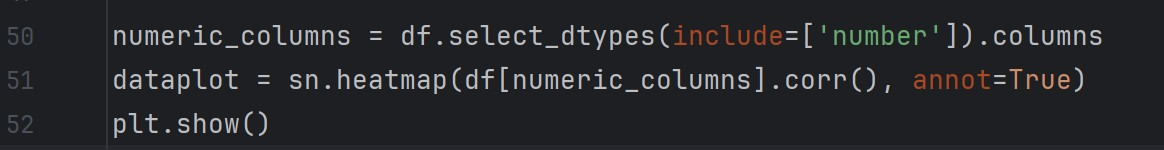 50 numeric_columns = df.select_dtypes(include=['number']).columns
51 dataplot = sn.heatmap(df[numeric_columns].corr(), annot=True)
52 plt.show()